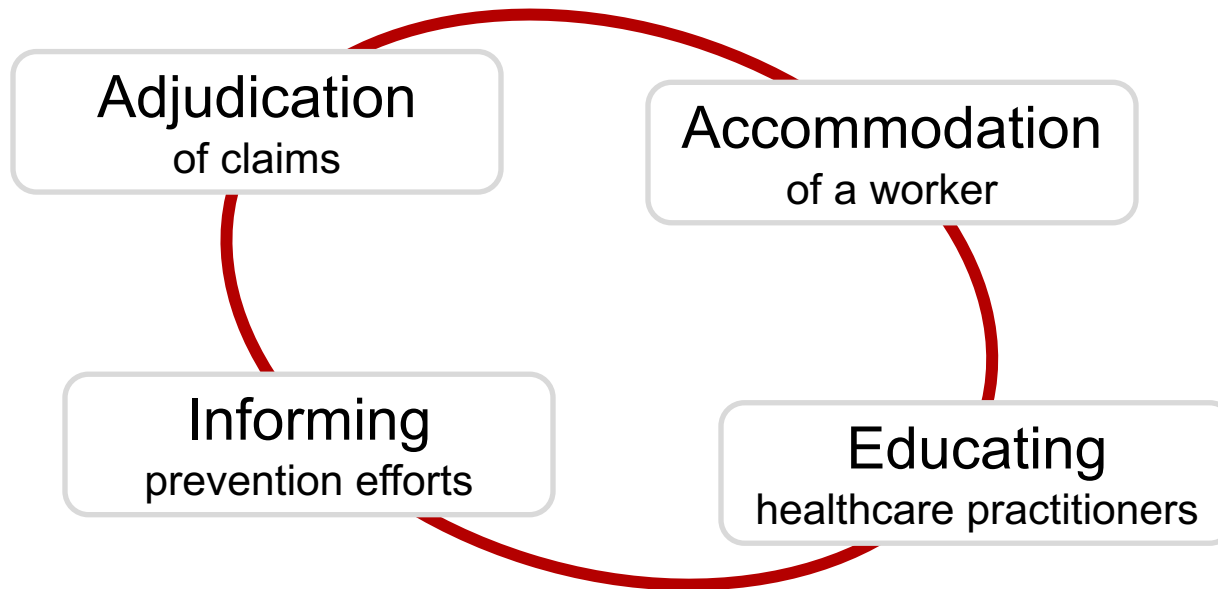 Adjudication
of claims
Accommodation
of a worker
Informing
prevention efforts
Educating
healthcare practitioners